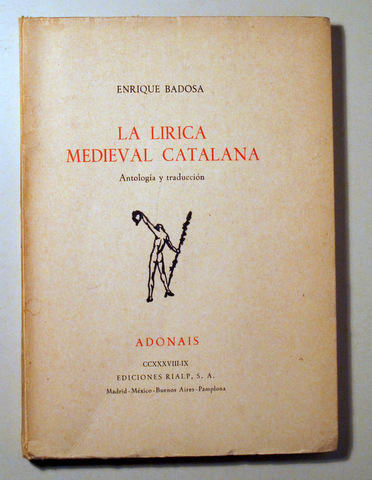 ENRIQUE BADOSA
LA LIRICA
MEDIEVAL CATALANA
Antología y traducción
ADONAIS
CCXXXVIII-IX
EDICIONES RIALP, S. A.
Madrid-México-Buenos Aires-Pamplona